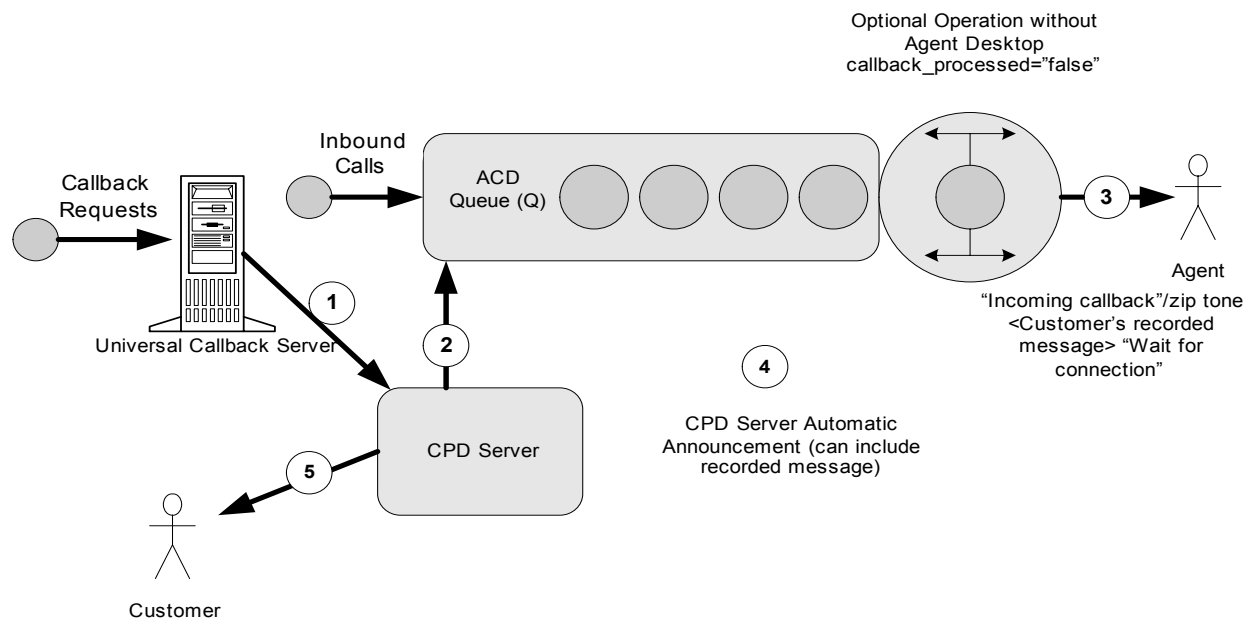 Optional Operation without
Agent Desktop
callback_processed=”false”
Inbound
Calls
Callback
Requests
ACD
Queue (Q)
3
Agent
“Incoming callback”/zip tone
<Customer’s recorded
message> “Wait for
connection”
1
Universal Callback Server
2
4
CPD Server Automatic
Announcement (can include
recorded message)
CPD Server
5
Customer